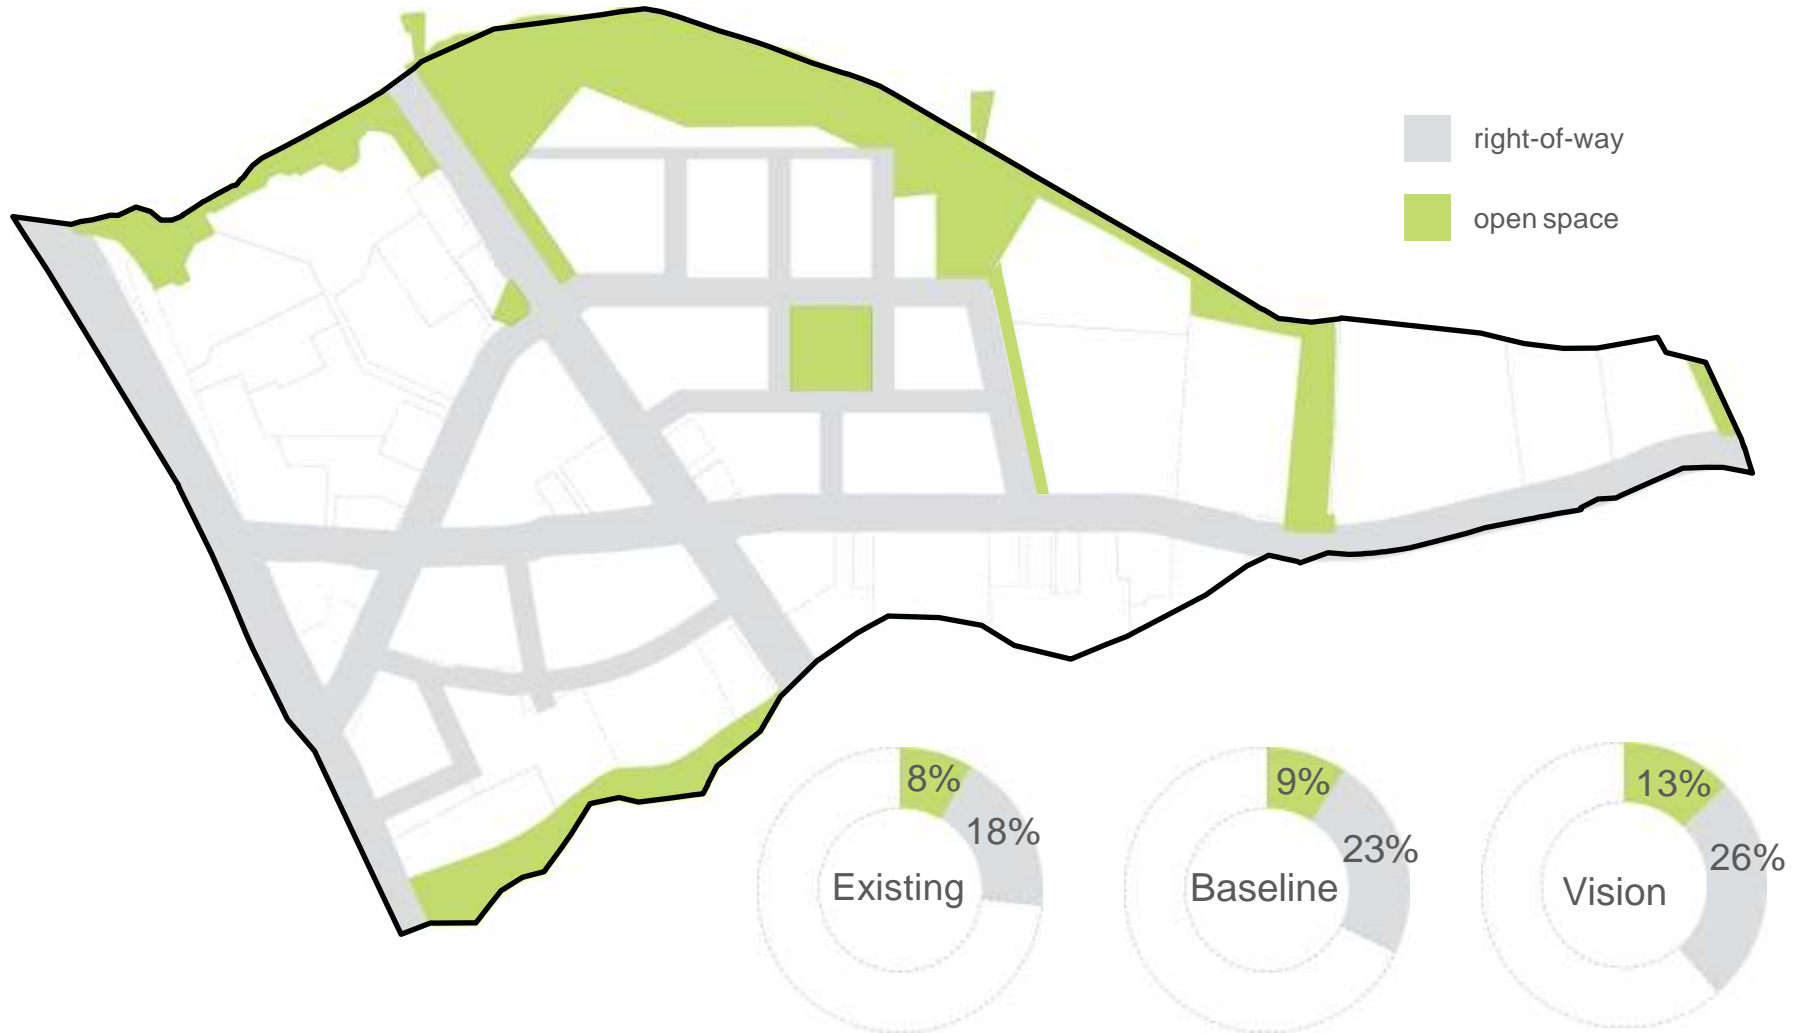 right-of-way
open space
8%
18%
Existing
9%
23%
Baseline
13%
26%
Vision